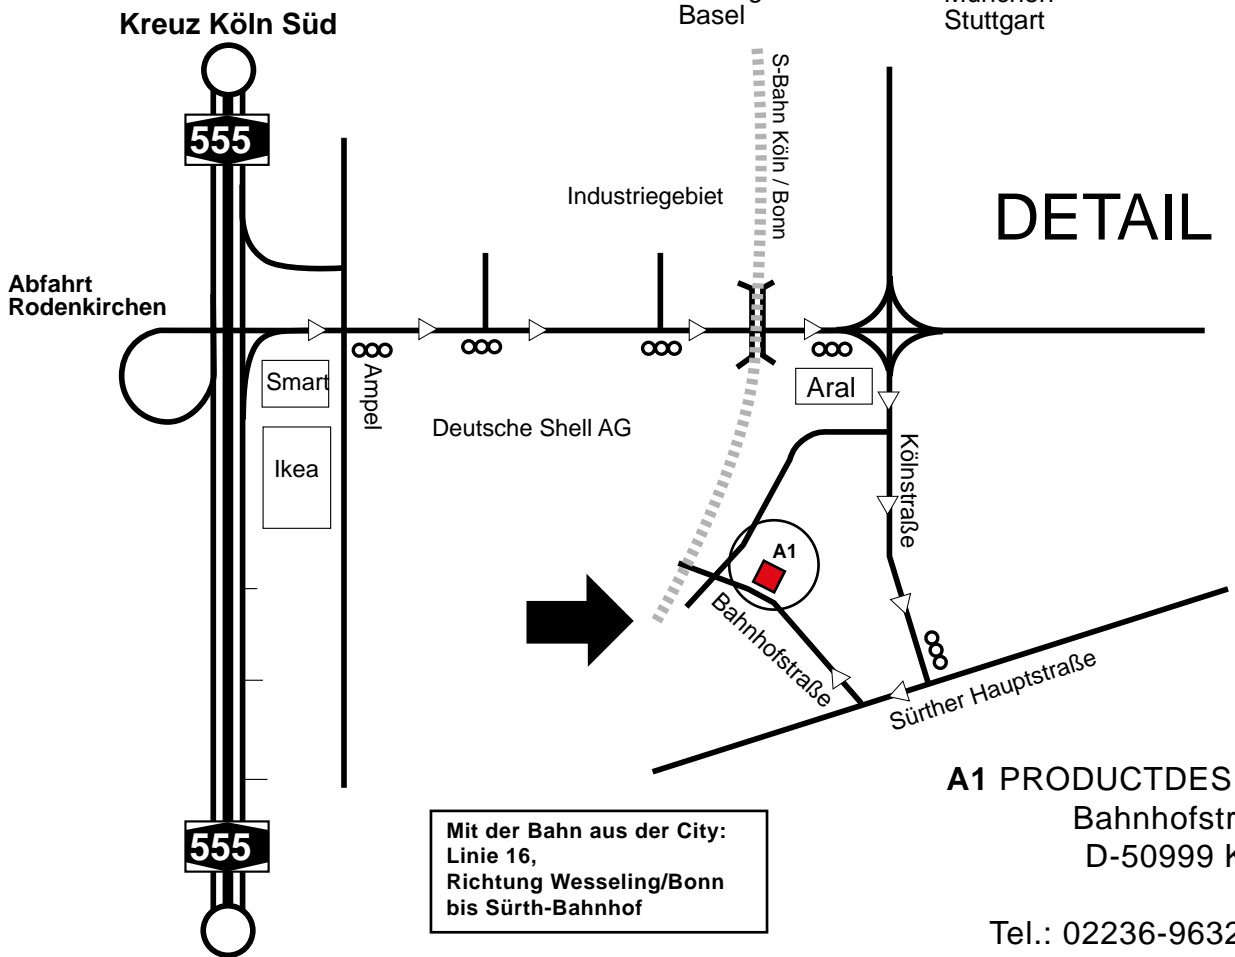 Basel
Stuttgart
Kreuz Köln Süd
555
S-Bahn Köln / Bonn
Industriegebiet
DETAIL
Abfahrt
Rodenkirchen
Smart
Ampel
Aral
Deutsche Shell AG
Ikea
Kölnstraße
A1
Bahnhofstraße
Sürther Hauptstraße
A1 PRODUCTDES
Bahnhofstr
D-50999 K
555
Mit der Bahn aus der City:
Linie 16,
Richtung Wesseling/Bonn
bis Sürth-Bahnhof
Tel.: 02236-9632